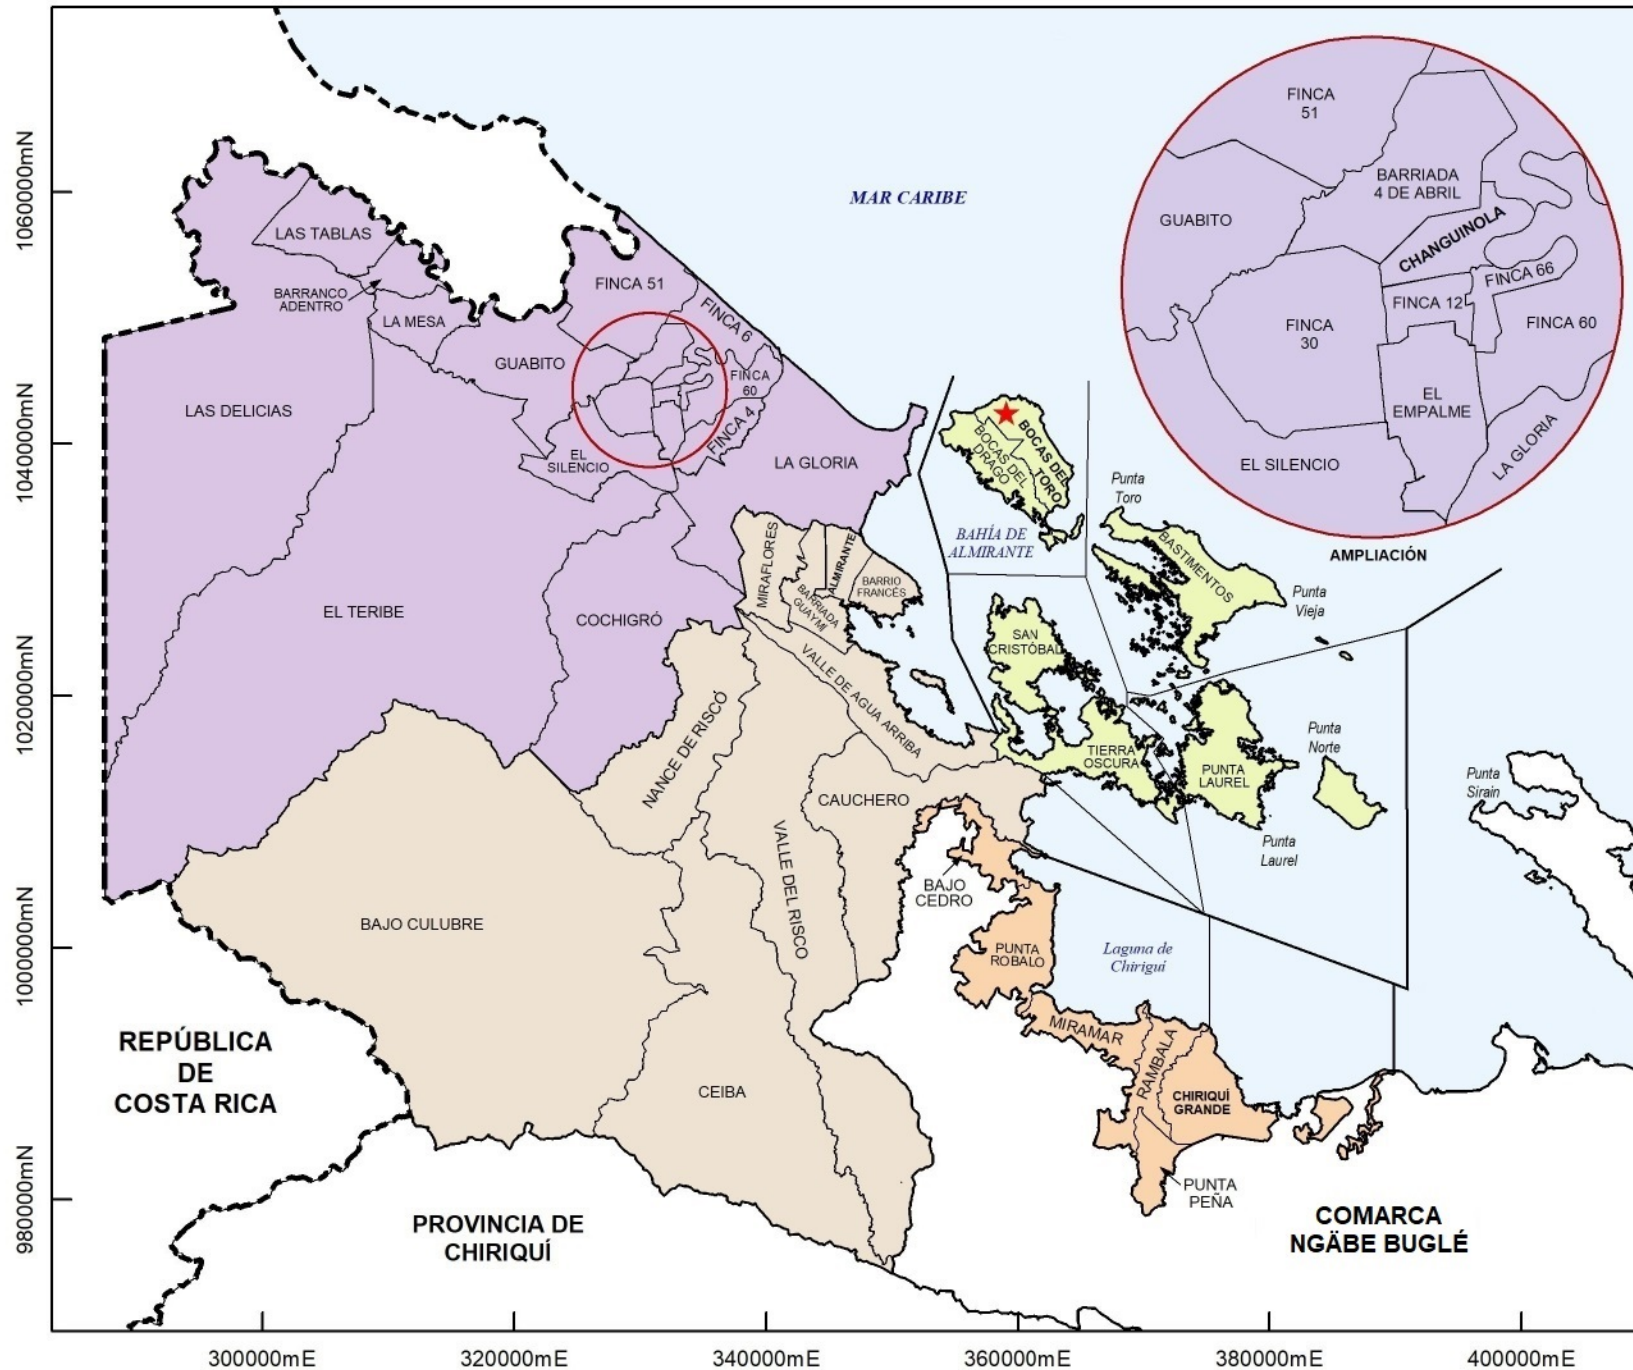 FINCA
51
BARRIADA
4 DE ABRIL
GUABITO
CHANGUINOLA
FINCA 66
FINCA 12
FINCA 60
FINCA
30
EL
EMPALME
EL SILENCIO
LA GLORIA
AMPLIACIÓN
MAR CARIBE
LAS TABLAS
BARRANCO
ADENTRO
LA MESA
FINCA 51
FINCA 6
GUABITO
FINCA
60
FINCA 4
LAS DELICIAS
EL
SILENCIO
LA GLORIA
EL TERIBE
COCHIGRÓ
BOCAS DEL
TORO
BOCAS DEL
DRAGO
BAHÍA DE
ALMIRANTE
Punta
Toro
BASTIMENTOS
Punta
Vieja
MIRAFLORES
ALMIRANTE
BARRIO
FRANCÉS
BARRIADA
GUAYMÍ
SAN
CRISTÓBAL
VALLE DE AGUA ARRIBA
NANCE DE RISCÓ
TIERRA
OSCURA
PUNTA
LAUREL
Punta
Norte
Punta
Sirain
Punta
Laurel
CAUCHERO
VALLE DEL RISCO
BAJO
CEDRO
BAJO CULUBRE
PUNTA
ROBALO
Laguna de
Chiriguí
MIRAMAR
RAMBALA
CHIRIQUÍ
GRANDE
PUNTA
PEÑA
CEIBA
REPÚBLICA
DE
COSTA RICA
PROVINCIA DE
CHIRIQUÍ
COMARCA
NGÄBE BUGLÉ
1060000mN
1040000mN
1020000mN
1000000mN
980000mN
300000mE
320000mE
340000mE
360000mE
380000mE
400000mE